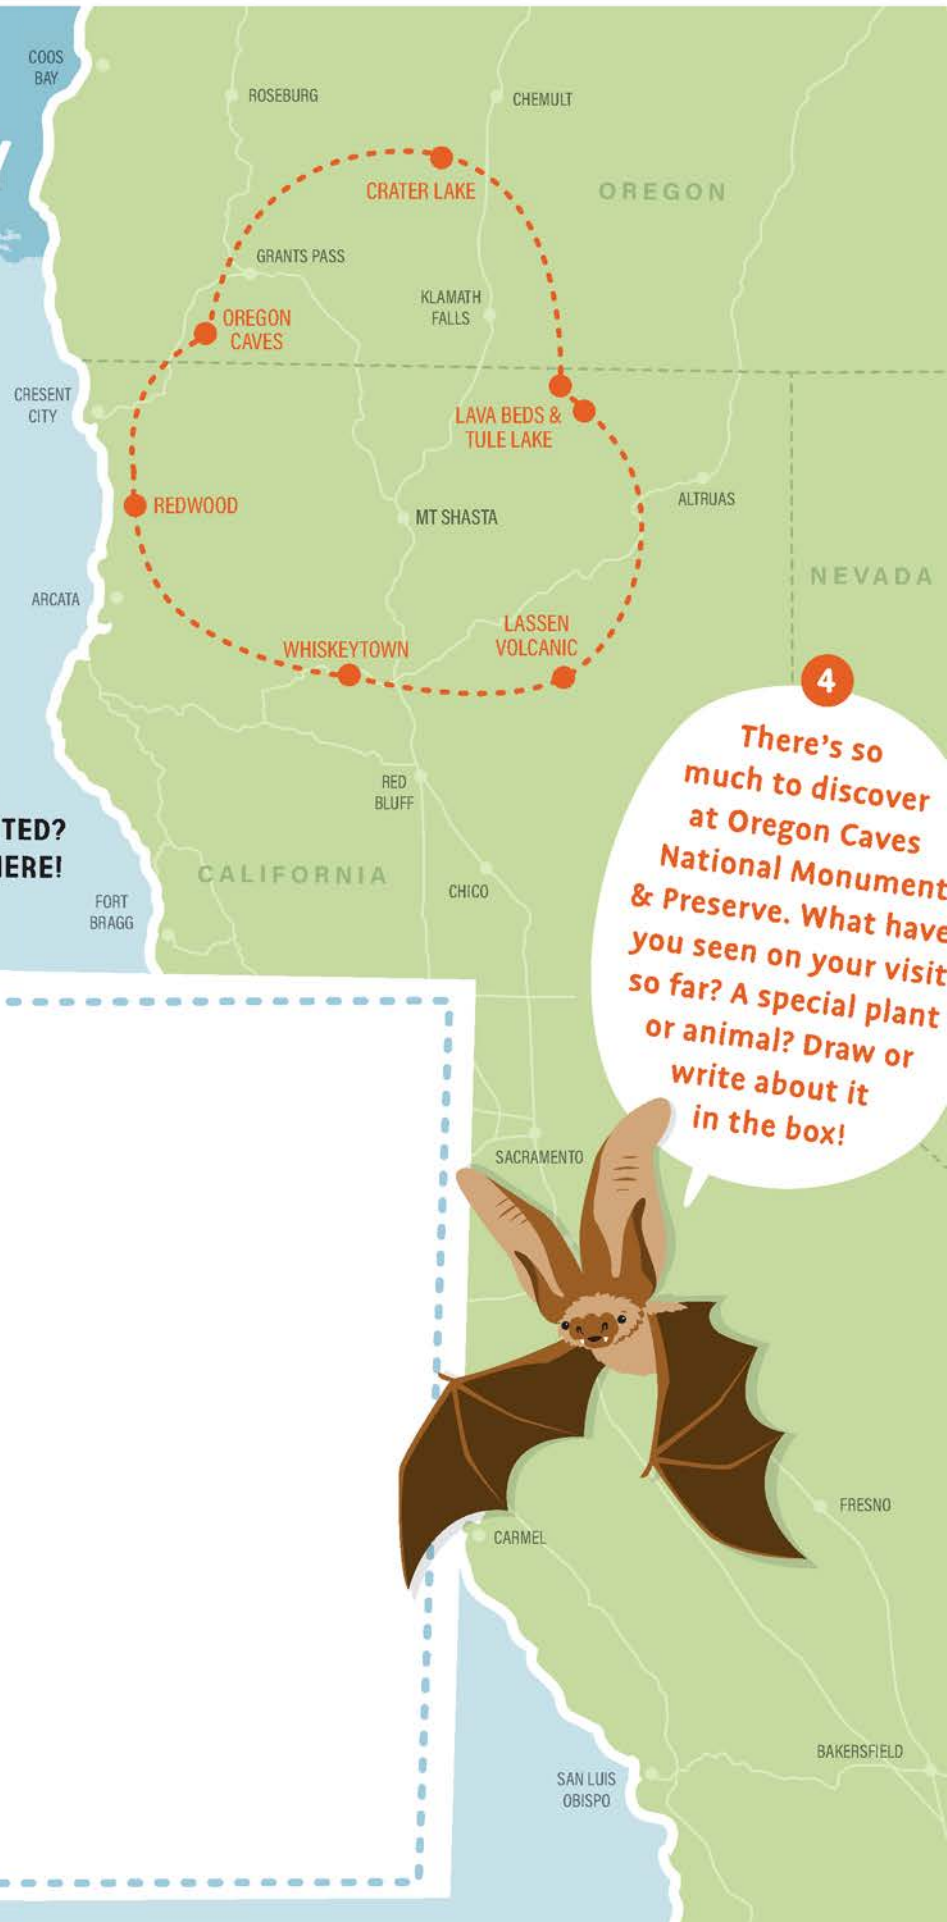 COOS
BAY
ROSEBURG
CHEMULT
CRATER LAKE
OREGON
GRANTS PASS
KLAMATH
FALLS
OREGON
CAVES
CRESENT
CITY
LAVA BEDS &
TULE LAKE
ALTRUAS
REDWOOD
MT SHASTA
NEVADA
ARCATA
LASSEN
VOLCANIC
WHISKEYTOWN
4
There's so
much to discover
at Oregon Caves
National Monument
& Preserve. What have
you seen on your visit
so far? A special plant
or animal? Draw or
write about it
in the box!
RED
BLUFF
TED?
ERE!
CALIFORNIA
CHICO
FORT
BRAGG
SACRAMENTO
FRESNO
CARMEL
BAKERSFIELD
SAN LUIS
OBISPO